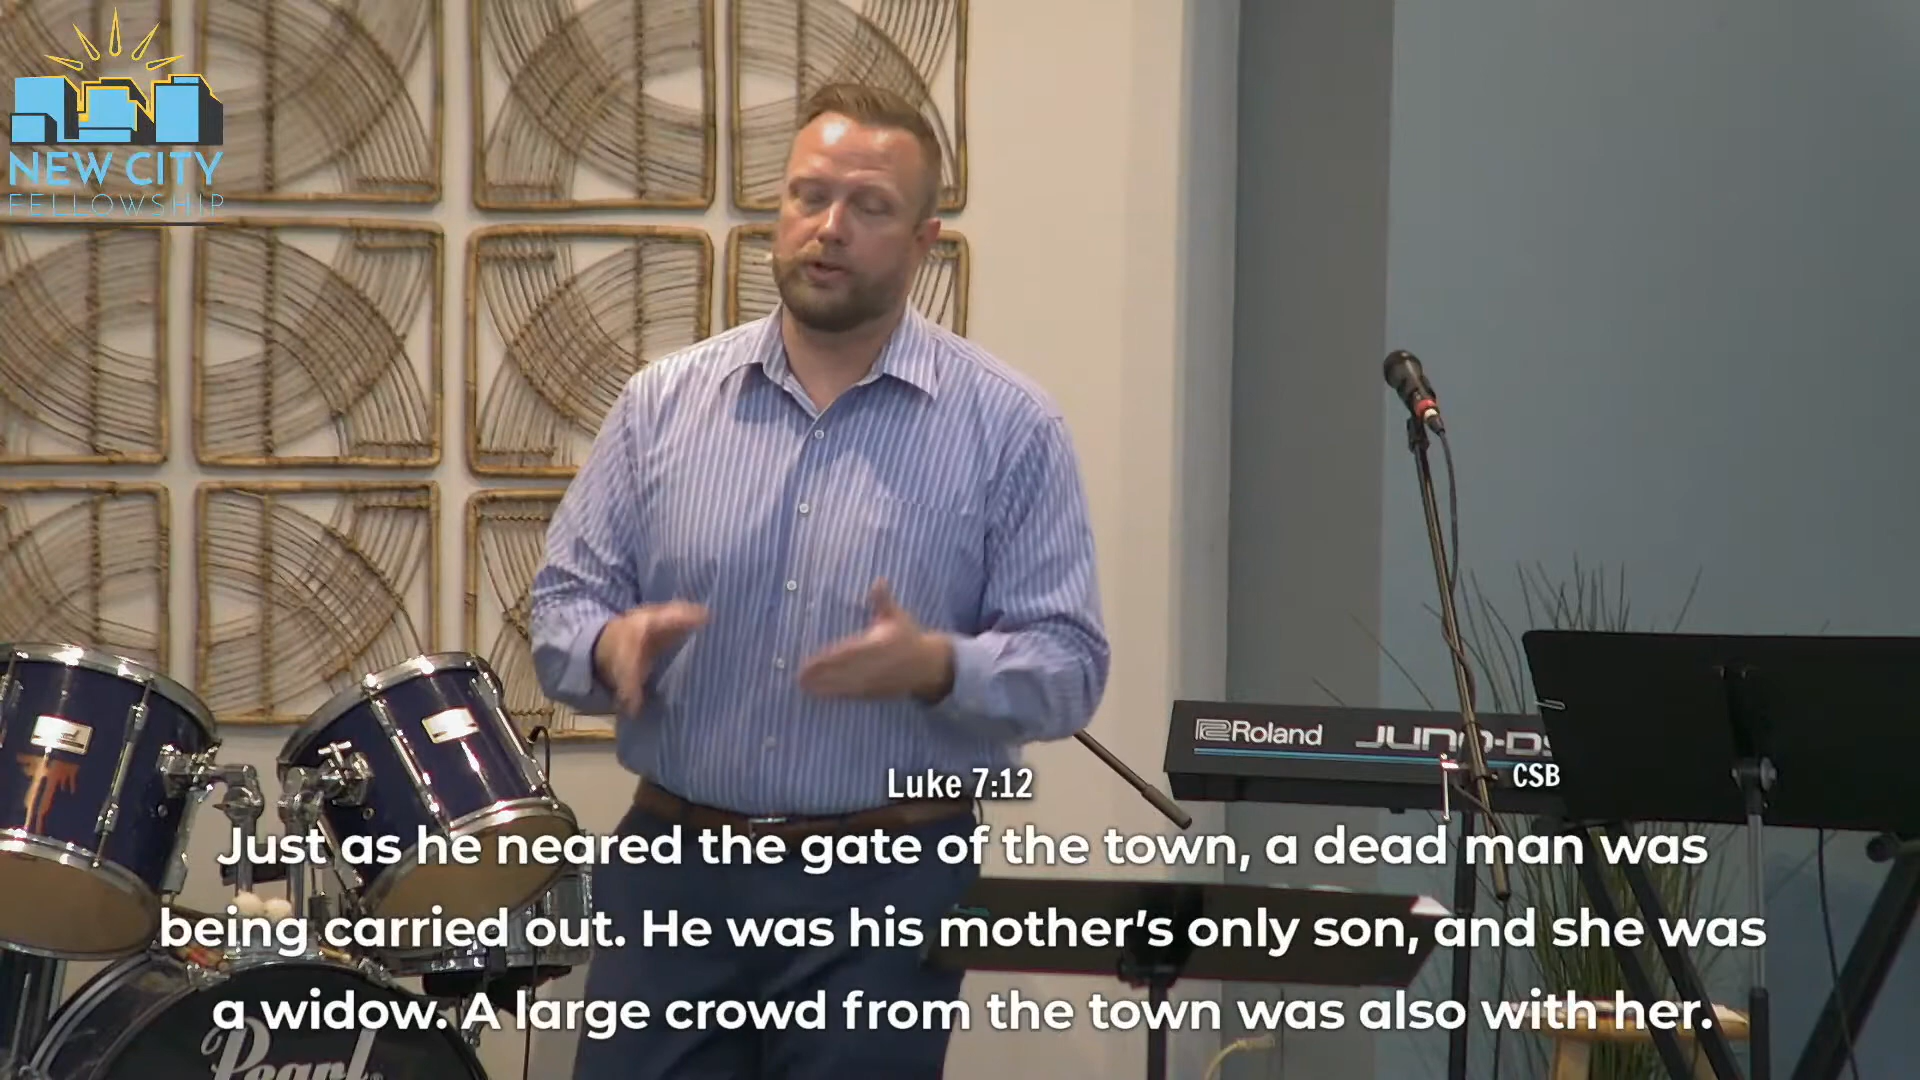 NEW CITY
FELLOWSHIP
Roland JUNO-DS
Luke 7:12
CSB
Just as he neared the gate of the town, a dead man was
being carried out. He was his mother's only son, and she was
a widow. A large crowd from the town was also with her.
Pearl